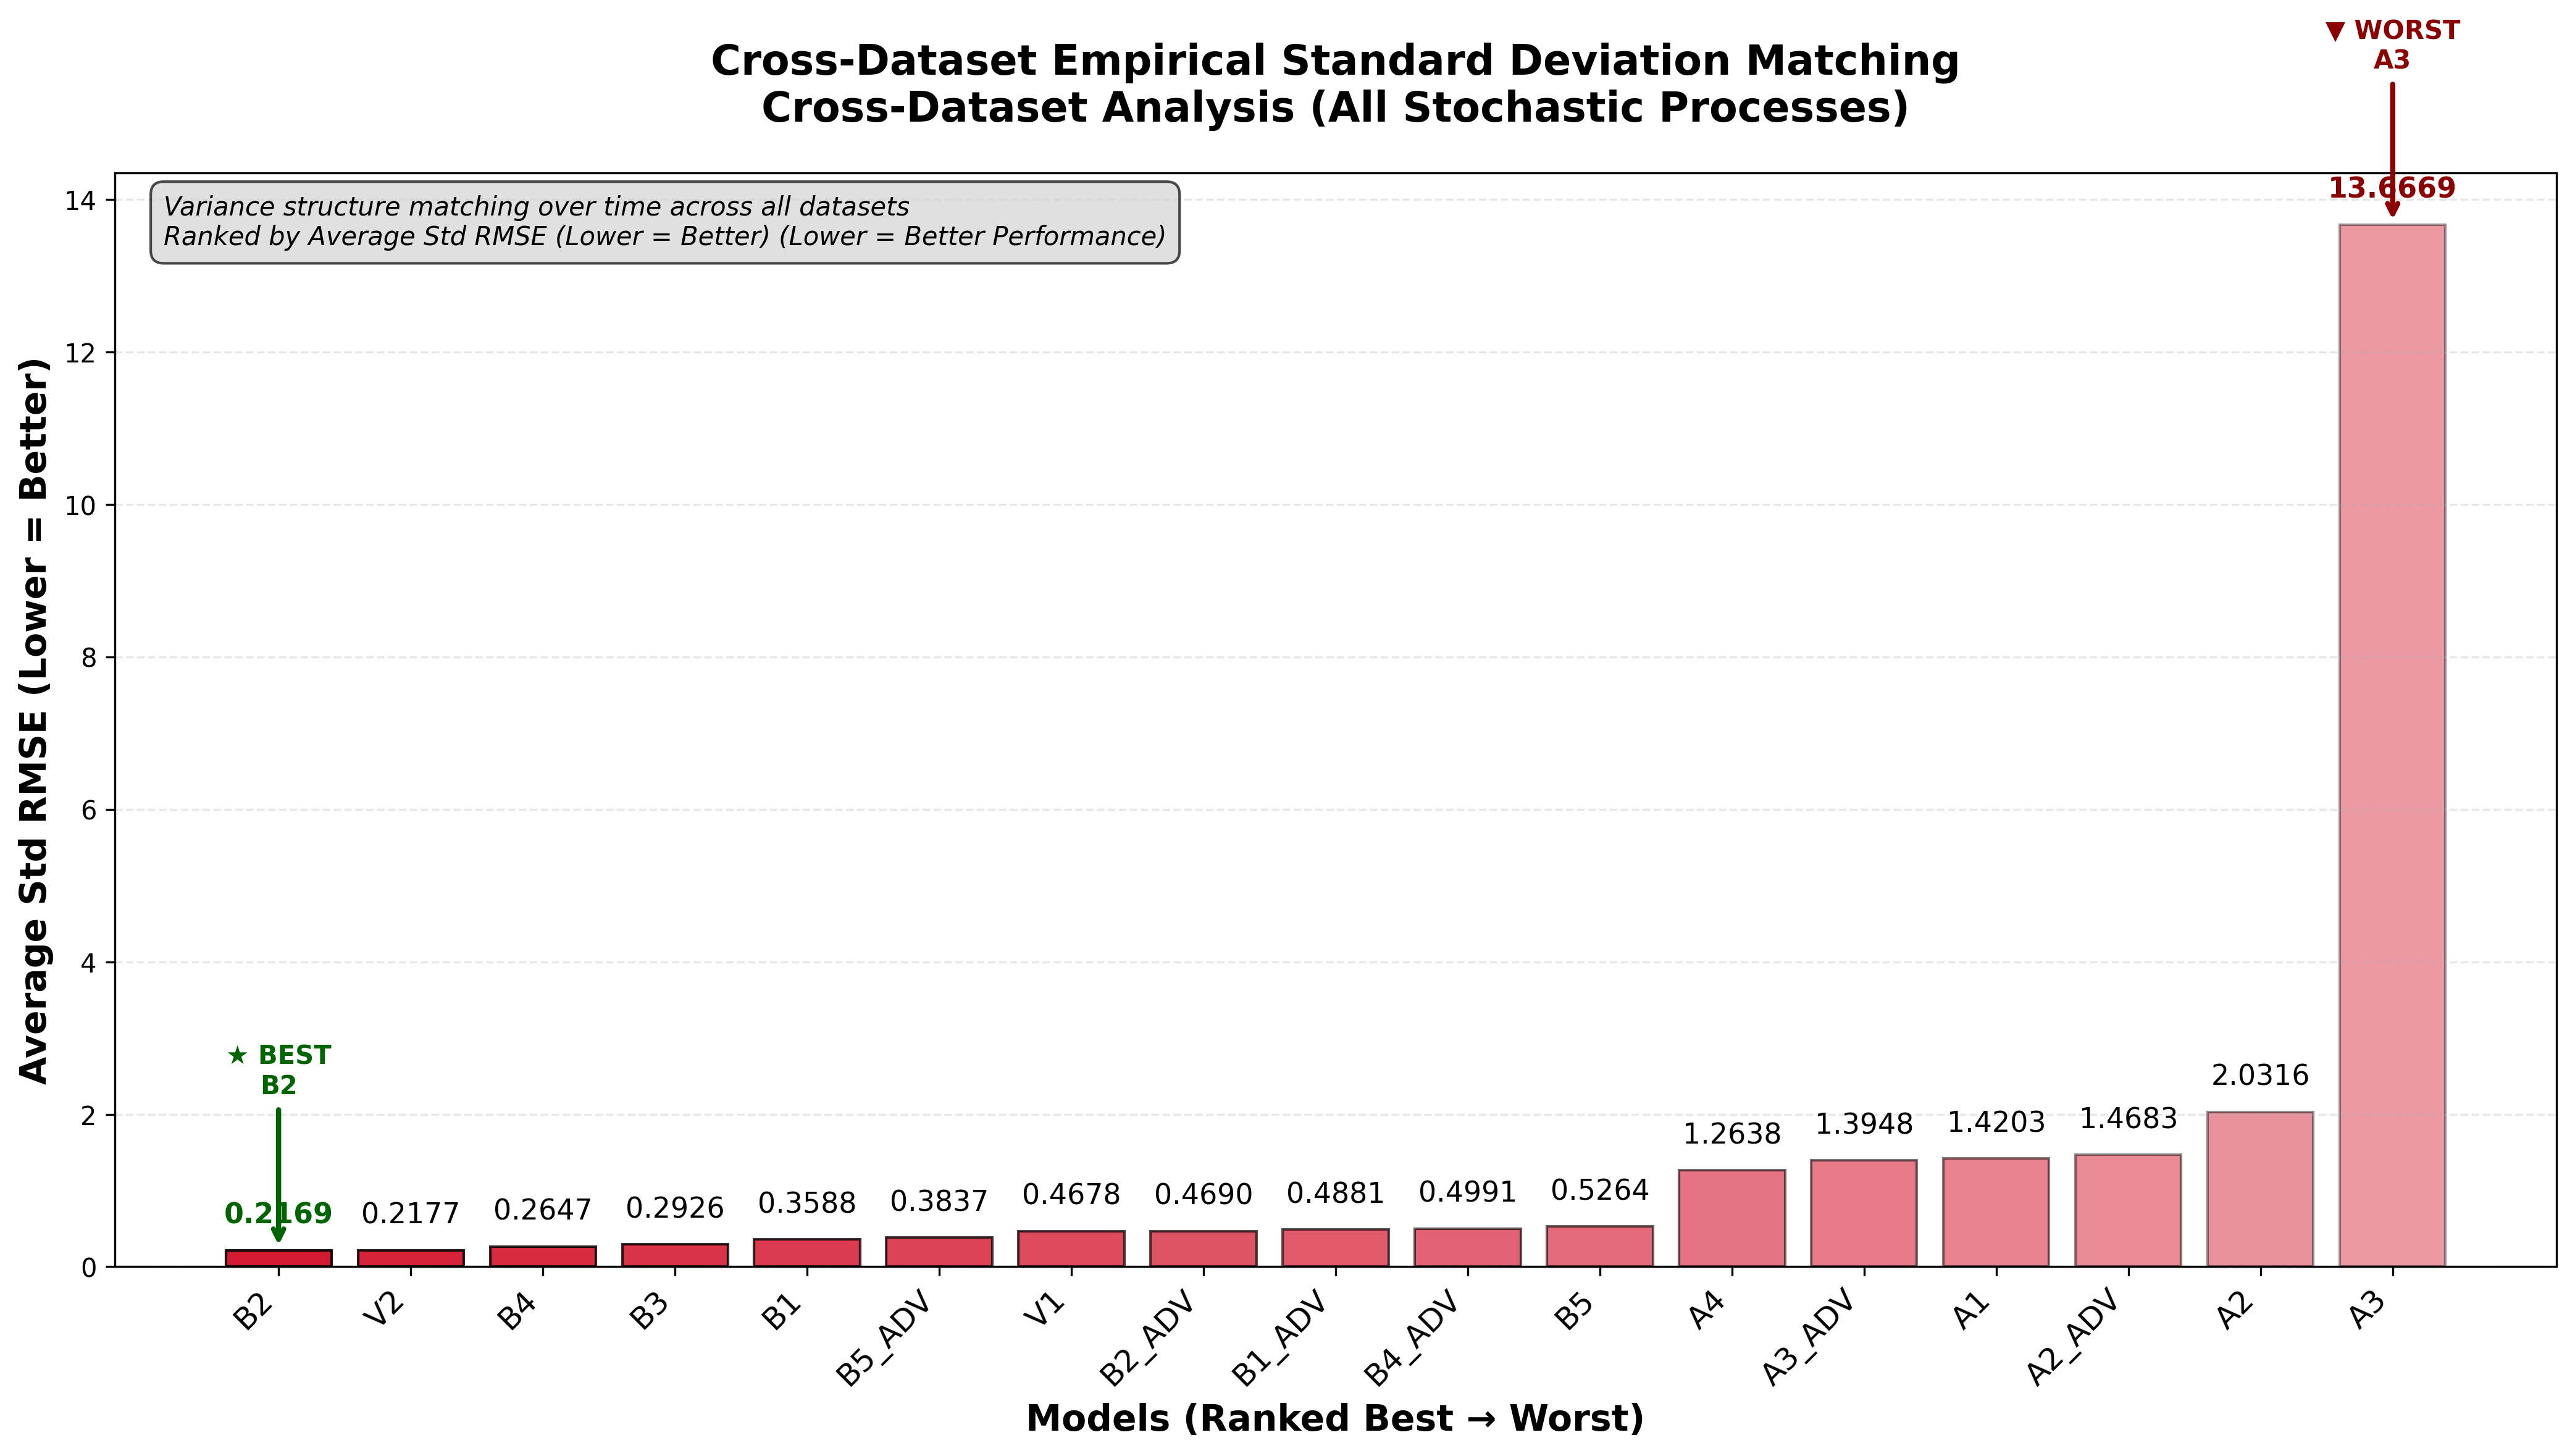 ▼ WORST
A3
Cross-Dataset Empirical Standard Deviation Matching
Cross-Dataset Analysis (All Stochastic Processes)
Variance structure matching over time across all datasets
Ranked by Average Std RMSE (Lower = Better) (Lower = Better Performance)
Average Std RMSE (Lower = Better)
14
12
10
8
6
4
2
0
★ BEST
B2
0.2169
0.2177
0.2647
0.2926
0.3588
0.3837
0.4678
0.4690
0.4881
0.4991
0.5264
1.2638
1.3948
1.4203
1.4683
2.0316
13.6669
B2
V2
B4
B3
B1
B5_ADV
V1
B2_ADV
B1_ADV
B4_ADV
B5
A4
A3_ADV
A1
A2_ADV
A2
A3
Models (Ranked Best → Worst)